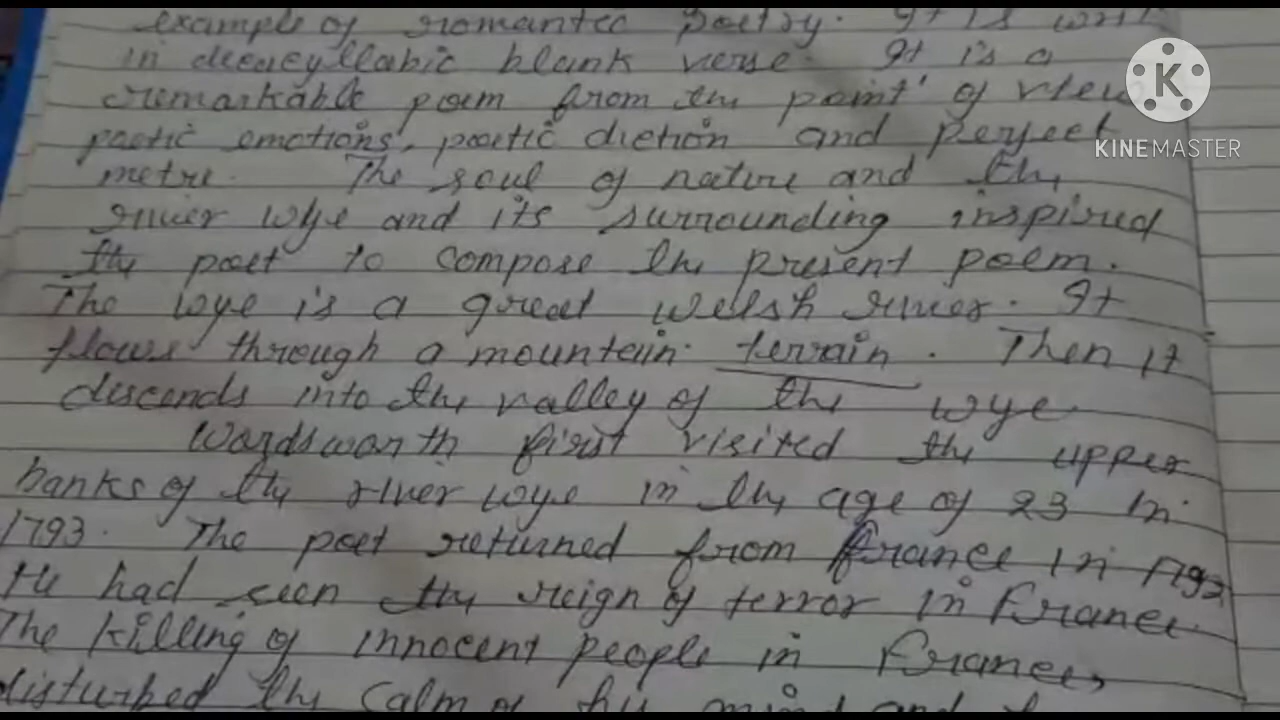 example of romantic poetry. It is writ
in decasyllabic blank verse. It is a
remarkable poem from the point of view
poetic emotions, poetic diction and perfect
metre. The soul of nature and the
river Wye and its surrounding inspired
the poet to compose the present poem.
The Wye is a great Welsh river. It
flows through a mountain terrain. Then it
descends into the valley of the Wye.
Wordsworth first visited the upper
banks of the river Wye in the age of 23 in
1793. The poet returned from France in 1792
He had seen the reign of terror in France.
The killing of innocent people in France,
disturbed the calm of his mind and
K
KINEMASTER